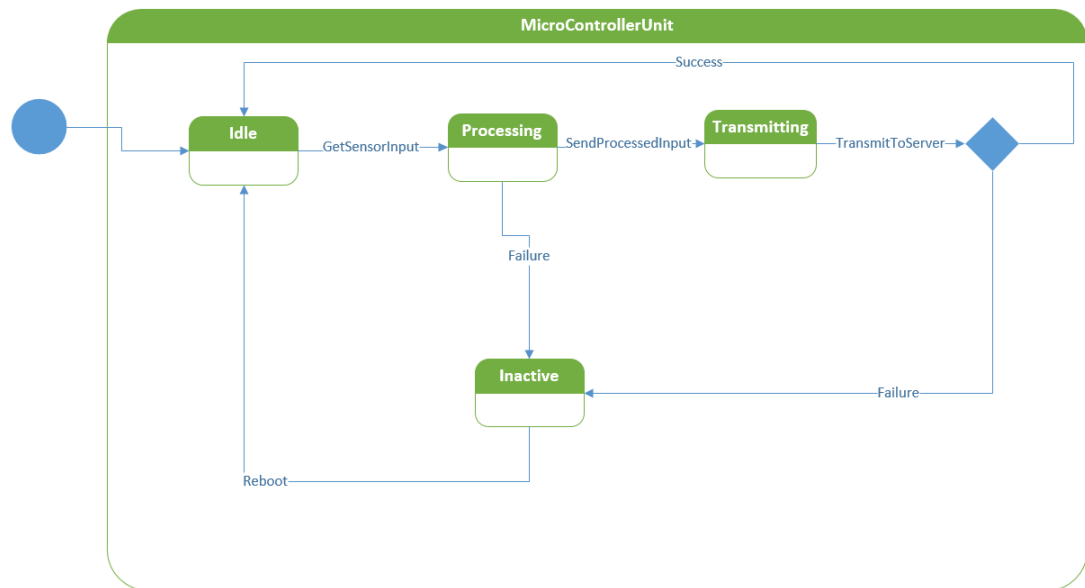 MicroControllerUnit
Success
Idle
GetSensorInput
Processing
SendProcessedInput
Transmitting
TransmitToServer
Failure
Inactive
Failure
Reboot